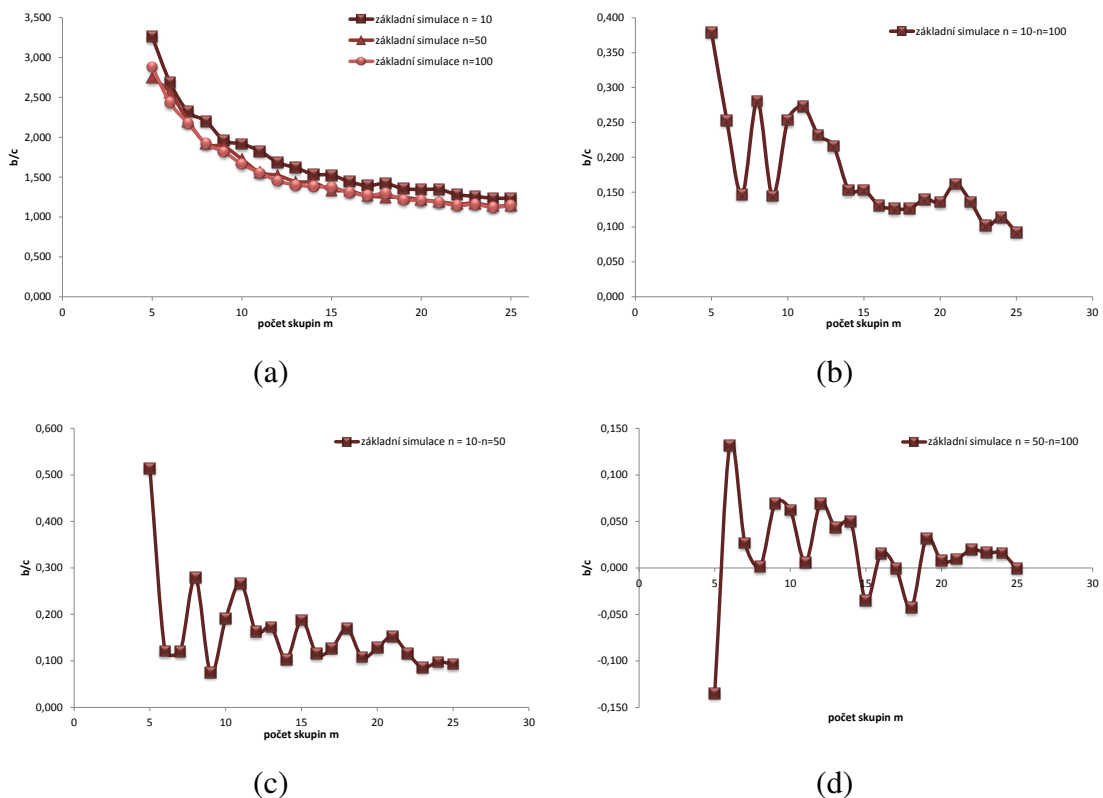 3,500
3,000
2,500
2,000
1,500
1,000
0,500
0,000
b/c
0 5 10 15 20 25
počet skupin m
základní simulace n = 10
základní simulace n=50
základní simulace n=100
(a)
0,400
0,350
0,300
0,250
0,200
0,150
0,100
0,050
0,000
b/c
0 5 10 15 20 25 30
počet skupin m
základní simulace n = 10-n=100
(b)
0,600
0,500
0,400
0,300
0,200
0,100
0,000
b/c
0 5 10 15 20 25 30
počet skupin m
základní simulace n = 10-n=50
(c)
0,150
0,100
0,050
0,000
-0,050
-0,100
-0,150
b/c
0 5 10 15 20 25 30
počet skupin m
základní simulace n = 50-n=100
(d)